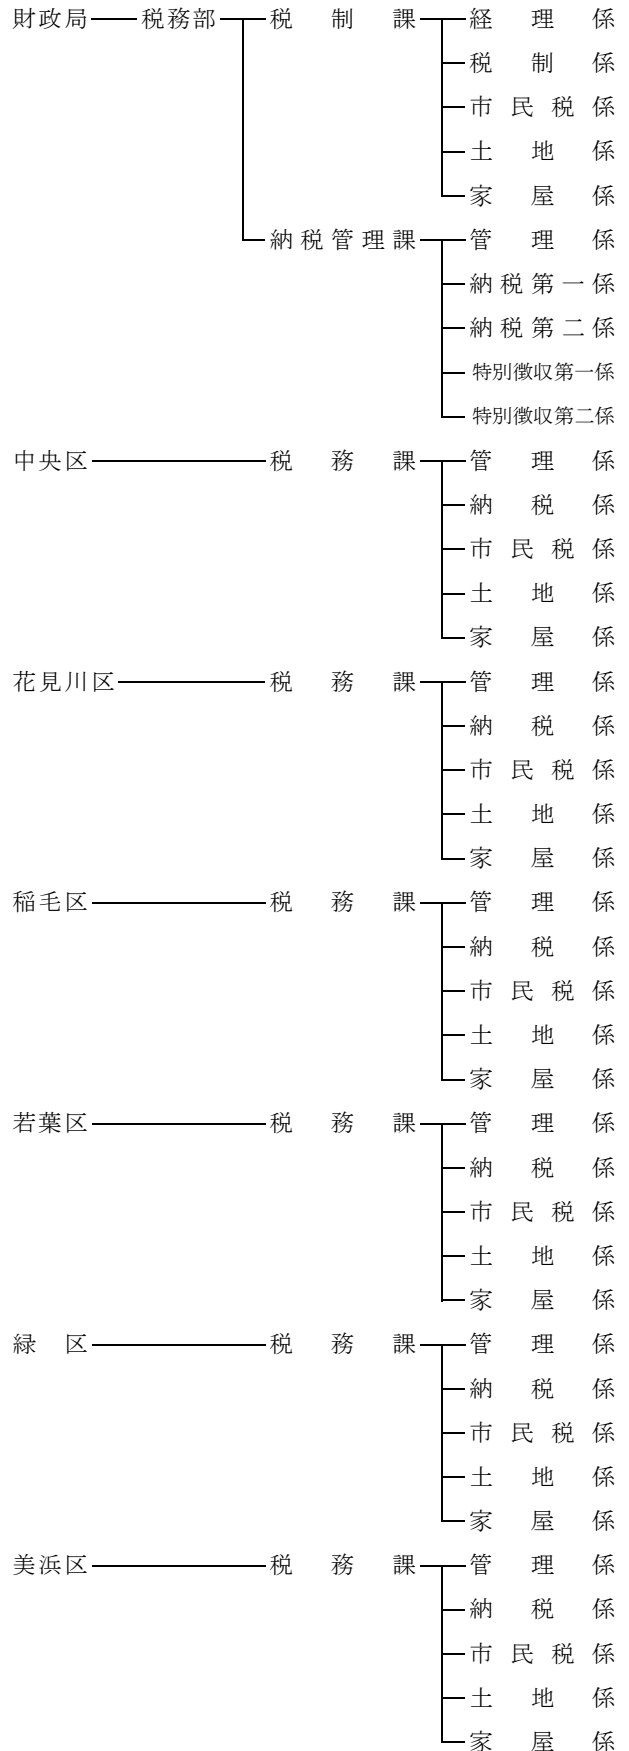 財政局 税務部 税制課 経理係
税制係
市民税係
土地係
家屋係
納税管理課 管理係
納税第一係
納税第二係
特別徴収第一係
特別徴収第二係
中央区 税務課 管理係
納税係
市民税係
土地係
家屋係
花見川区 税務課 管理係
納税係
市民税係
土地係
家屋係
稲毛区 税務課 管理係
納税係
市民税係
土地係
家屋係
若葉区 税務課 管理係
納税係
市民税係
土地係
家屋係
緑区 税務課 管理係
納税係
市民税係
土地係
家屋係
美浜区 税務課 管理係
納税係
市民税係
土地係
家屋係